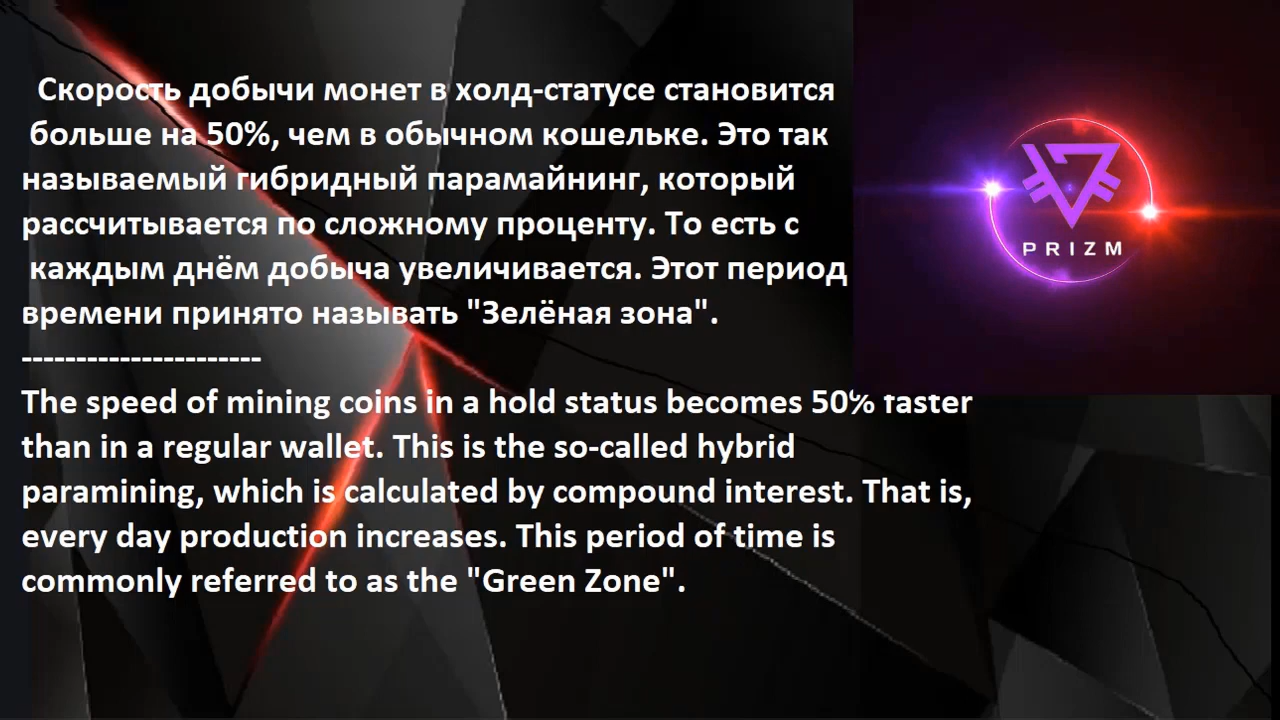 Скорость добычи монет в холд-статусе становится
больше на 50%, чем в обычном кошельке. Это так
называемый гибридный парамайнинг, который
рассчитывается по сложному проценту. То есть с
каждым днём добыча увеличивается. Этот период
времени принято называть "Зелёная зона".
----------------------
The speed of mining coins in a hold status becomes 50% faster
than in a regular wallet. This is the so-called hybrid
paramining, which is calculated by compound interest. That is,
every day production increases. This period of time is
commonly referred to as the "Green Zone".
PRIZM